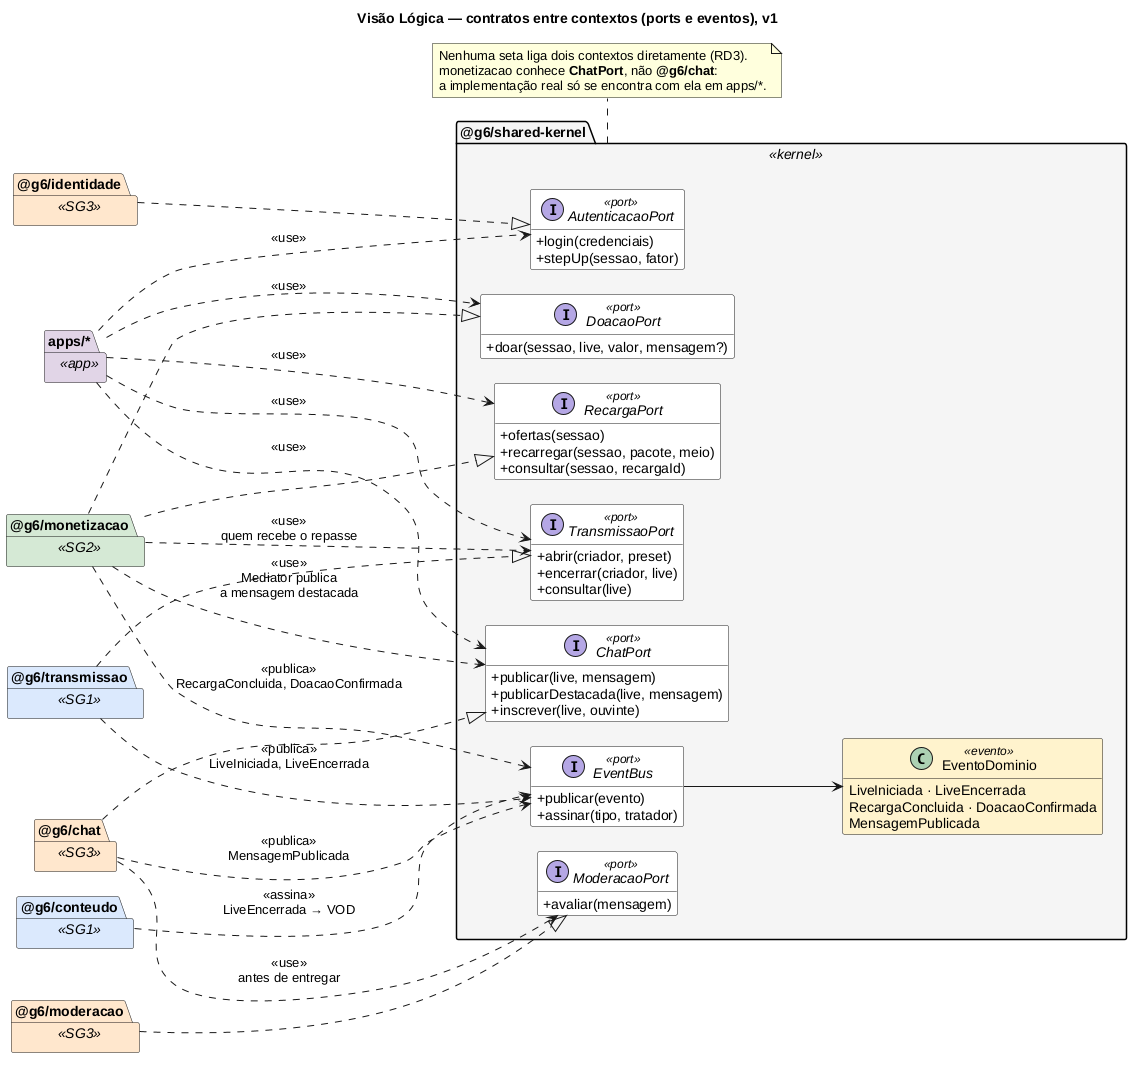 Visão Lógica — contratos entre contextos (ports e eventos), v1
Nenhuma seta liga dois contextos diretamente (RD3).
monetizacao conhece ChatPort, não @g6/chat:
a implementação real só se encontra com ela em apps/*.
@g6/shared-kernel
«kernel»
@g6/identidade
«SG3»
«port»
AutenticacaoPort
+login(credenciais)
+stepUp(sessao, fator)
«use»
«use»
«port»
DoacaoPort
+doar(sessao, live, valor, mensagem?)
apps/*
«app»
«use»
«use»
«use»
«port»
RecargaPort
+ofertas(sessao)
+recarregar(sessao, pacote, meio)
+consultar(sessao, recargaId)
@g6/monetizacao
«SG2»
«use»
quem recebe o repasse
«use»
Mediator publica
a mensagem destacada
«port»
TransmissaoPort
+abrir(criador, preset)
+encerrar(criador, live)
+consultar(live)
@g6/transmissao
«SG1»
«publica»
RecargaConcluida, DoacaoConfirmada
«port»
ChatPort
+publicar(live, mensagem)
+publicarDestacada(live, mensagem)
+inscrever(live, ouvinte)
«publica»
LiveIniciada, LiveEncerrada
«port»
EventBus
+publicar(evento)
+assinar(tipo, tratador)
«evento»
EventoDominio
LiveIniciada · LiveEncerrada
RecargaConcluida · DoacaoConfirmada
MensagemPublicada
@g6/chat
«SG3»
«publica»
MensagemPublicada
@g6/conteudo
«SG1»
«assina»
LiveEncerrada → VOD
«port»
ModeracaoPort
+avaliar(mensagem)
«use»
antes de entregar
@g6/moderacao
«SG3»